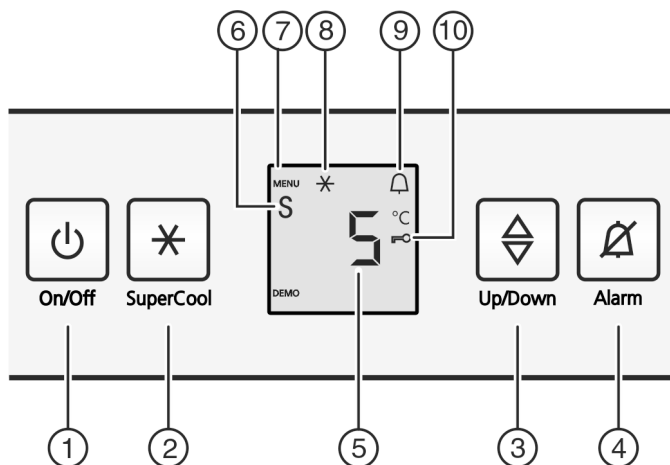 6 7 8 9 10
MENU
S
5 °C
DEMO
On/Off SuperCool Up/Down Alarm
1 2 5 3 4